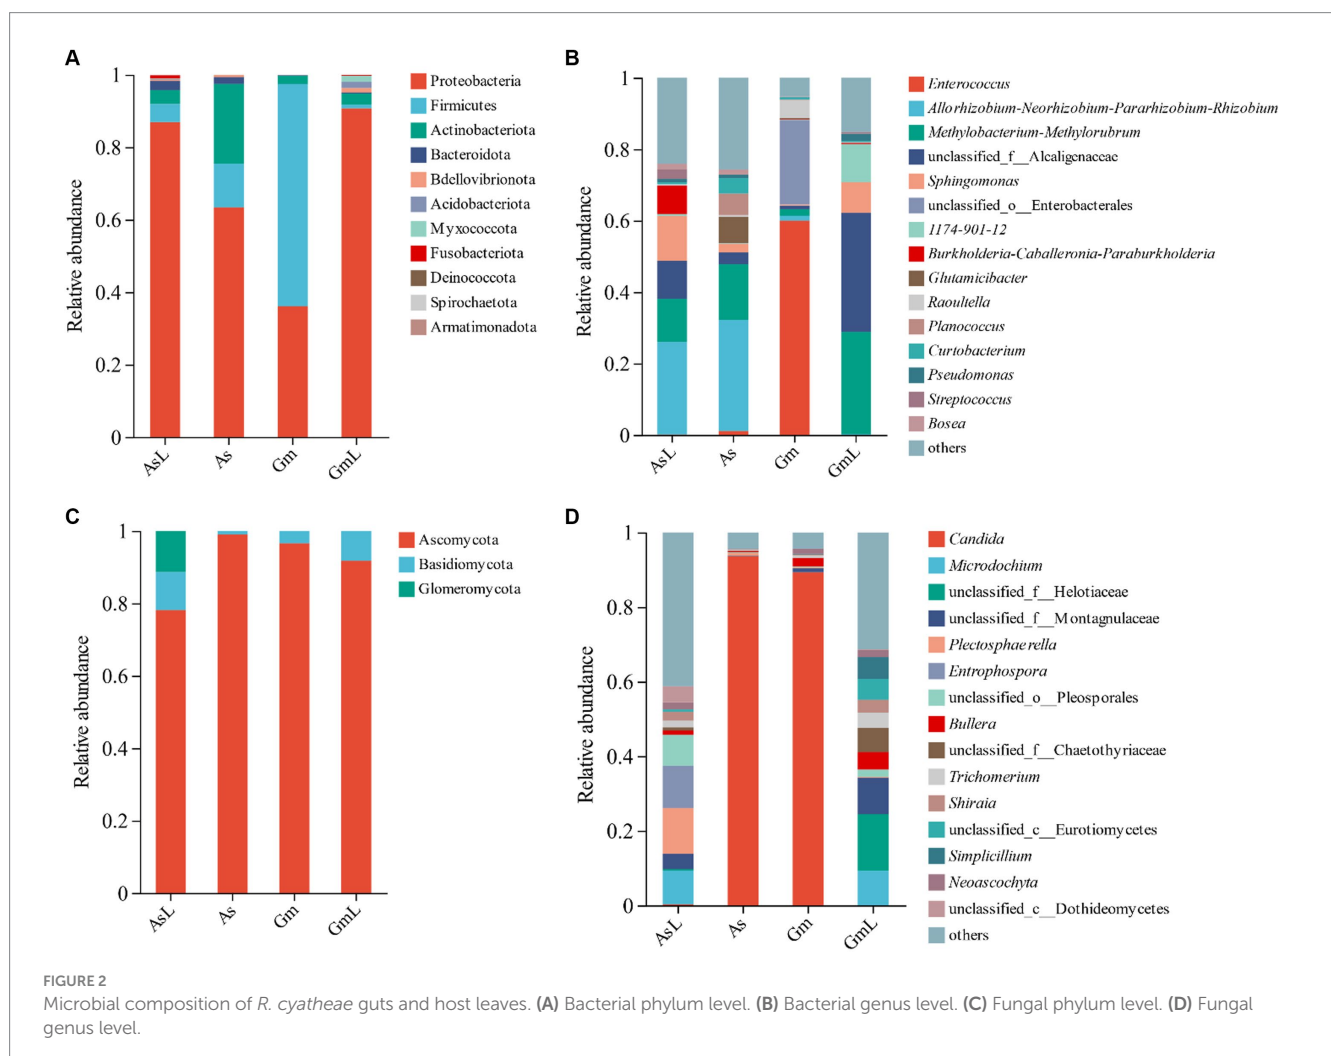 A
Relative abundance
1
0.8
0.6
0.4
0.2
0
AsL
As
Gm
GmL
Proteobacteria
Firmicutes
Actinobacteriota
Bacteroidota
Bdellovibrionota
Acidobacteriota
Myxococcota
Fusobacteriota
Deinococcota
Spirochaetota
Armatimonadota
B
Relative abundance
1
0.8
0.6
0.4
0.2
0
AsL
As
Gm
GmL
Enterococcus
Allorhizobium-Neorhizobium-Pararhizobium-Rhizobium
Methylobacterium-Methylorubrum
unclassified_f__Alcaligenaceae
Sphingomonas
unclassified_o__Enterobacterales
1174-901-12
Burkholderia-Caballeronia-Paraburkholderia
Glutamicibacter
Raoultella
Planococcus
Curtobacterium
Pseudomonas
Streptococcus
Bosea
others
C
Relative abundance
1
0.8
0.6
0.4
0.2
0
AsL
As
Gm
GmL
Ascomycota
Basidiomycota
Glomeromycota
D
Relative abundance
1
0.8
0.6
0.4
0.2
0
AsL
As
Gm
GmL
Candida
Microdochium
unclassified_f__Helotiaceae
unclassified_f__Montagnulaceae
Plectosphaerella
Entrophospora
unclassified_o__Pleosporales
Bullera
unclassified_f__Chaetothyriaceae
Trichomerium
Shiraia
unclassified_c__Eurotiomycetes
Simplicillium
Neoascochyta
unclassified_c__Dothideomycetes
others
FIGURE 2
Microbial composition of R. cyatheae guts and host leaves. (A) Bacterial phylum level. (B) Bacterial genus level. (C) Fungal phylum level. (D) Fungal
genus level.